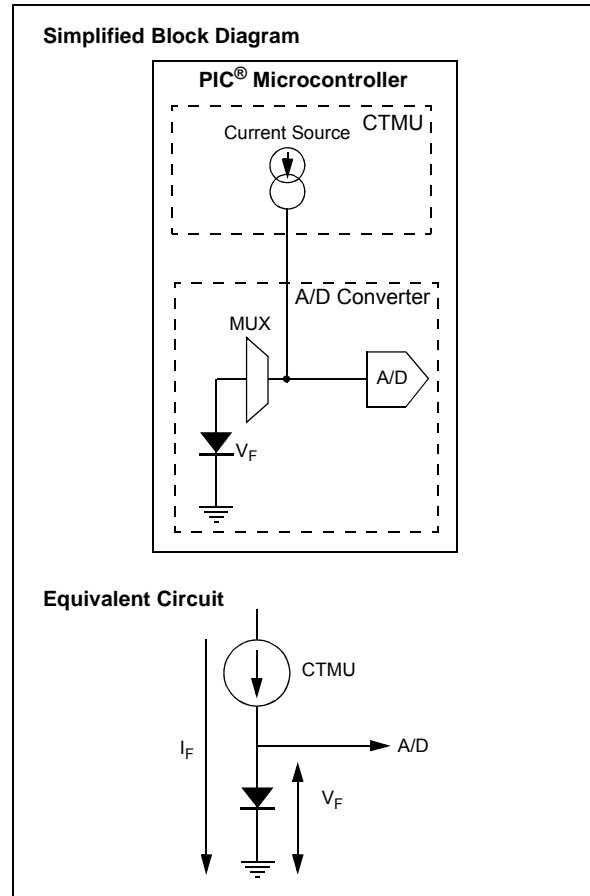 Simplified Block Diagram
PIC® Microcontroller
CTMU
Current Source
A/D Converter
MUX
A/D
VF
Equivalent Circuit
CTMU
IF
A/D
VF